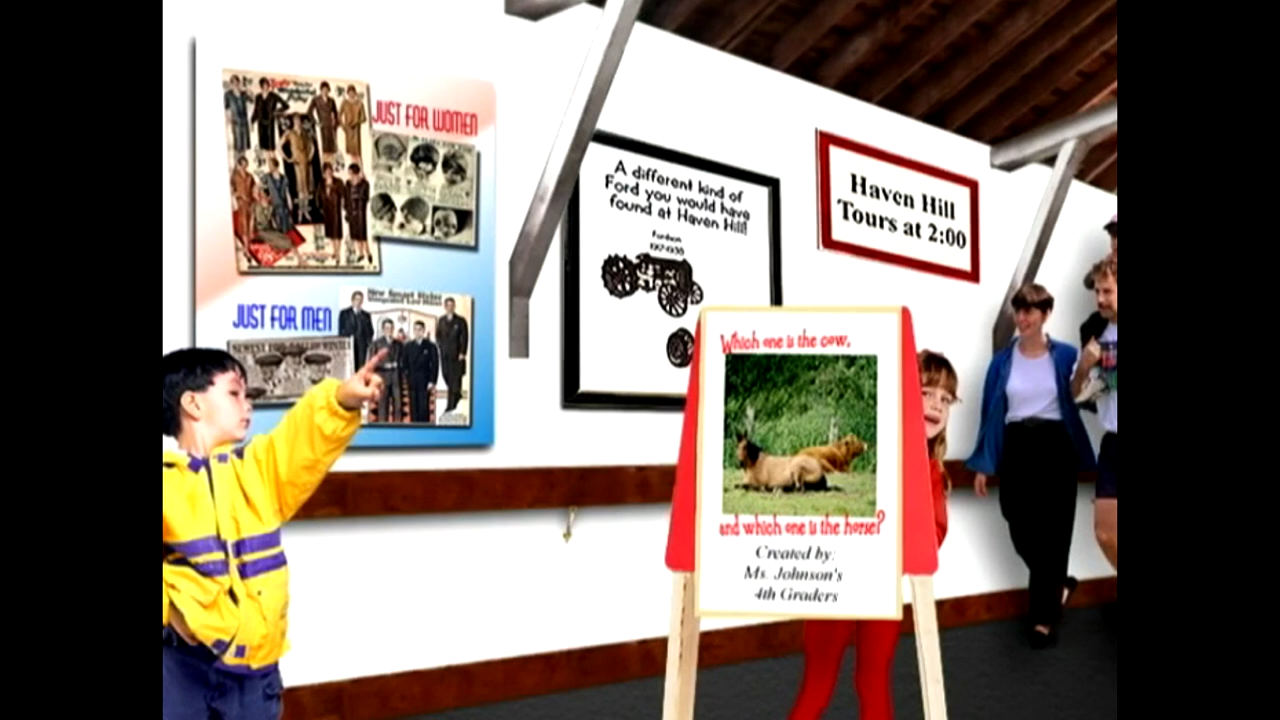 JUST FOR WOMEN
JUST FOR MEN
A different kind of
Ford you would have
found at Haven Hill!
Fordson
1917-1938
Haven Hill
Tours at 2:00
Which one is the cow,
and which one is the horse?
Created by:
Ms. Johnson's
4th Graders